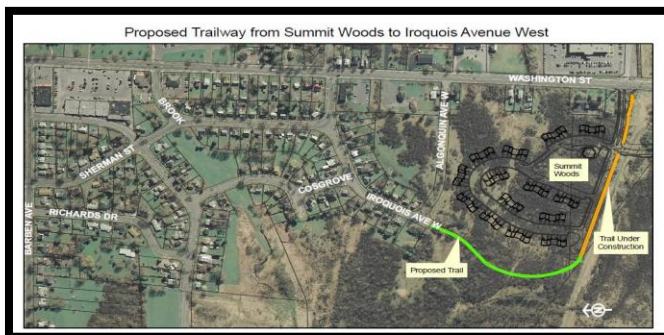 Proposed Trailway from Summit Woods to Iroquois Avenue West
WASHINGTON ST
BROOK
ALGONQUIN AVE W
SHERMAN ST
Summit
Woods
COSGROVE
IROQUOIS AVE W
BARBEN AVE
RICHARDS DR
Trail Under
Construction
Proposed Trail
N